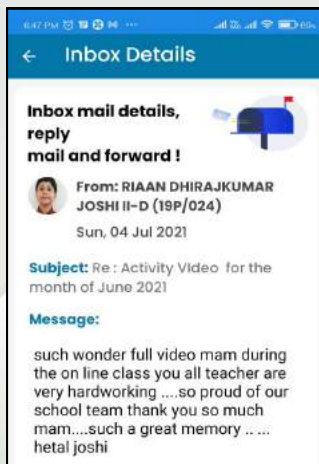 6:47 PM
Inbox Details
Inbox mail details,
reply
mail and forward !
From: RIAAN DHIRAJKUMAR
JOSHI II-D (19P/024)
Sun, 04 Jul 2021
Subject: Re : Activity VIdeo for the
month of June 2021
Message:
such wonder full video mam during
the on line class you all teacher are
very hardworking ....so proud of our
school team thank you so much
mam....such a great memory .. ...
hetal joshi